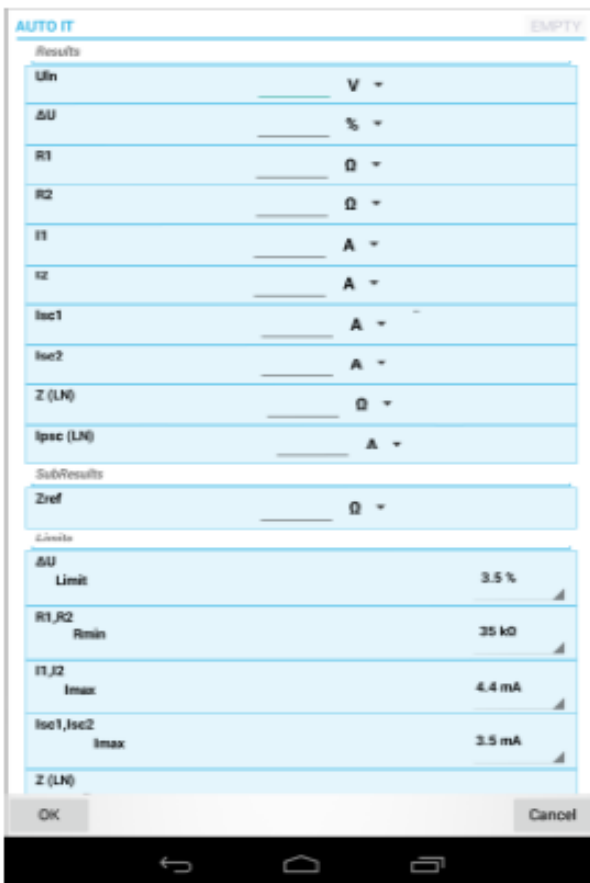 AUTO IT EMPTY
Results
Uln V
ΔU %
R1 Ω
R2 Ω
I1 A
I2 A
Isc1 A
Isc2 A
Z (LN) Ω
Ipsc (LN) A
SubResults
Zref Ω
Limits
ΔU
Limit 3.5 %
R1,R2
Rmin 35 kΩ
I1,I2
Imax 4.4 mA
Isc1,Isc2
Imax 3.5 mA
Z (LN)
OK Cancel